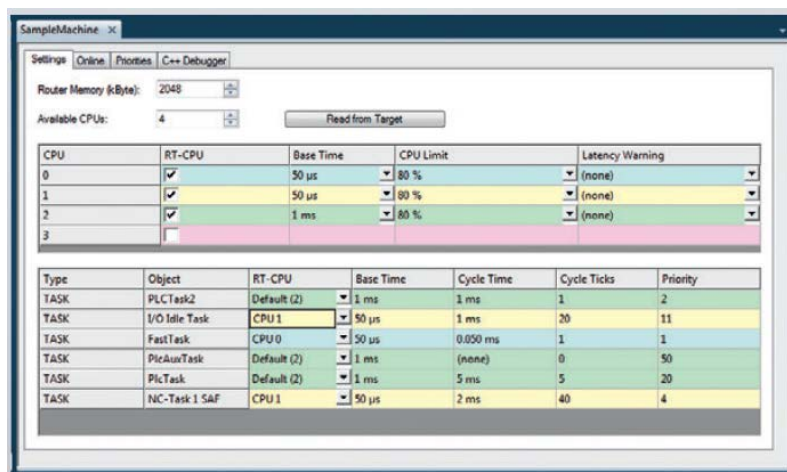 SampleMachine ×
Settings Online Priorities C++ Debugger
Router Memory (kByte): 2048
Available CPUs: 4 Read from Target
CPU RT-CPU Base Time CPU Limit Latency Warning
0 50 µs 80 % (none)
1 50 µs 80 % (none)
2 1 ms 80 % (none)
3
Type Object RT-CPU Base Time Cycle Time Cycle Ticks Priority
TASK PLCTask2 Default (2) 1 ms 1 ms 1 2
TASK I/O Idle Task CPU 1 50 µs 1 ms 20 11
TASK FastTask CPU 0 50 µs 0.050 ms 1 1
TASK PlcAuxTask Default (2) 1 ms (none) 0 50
TASK PlcTask Default (2) 1 ms 5 ms 5 20
TASK NC-Task 1 SAF CPU 1 50 µs 2 ms 40 4